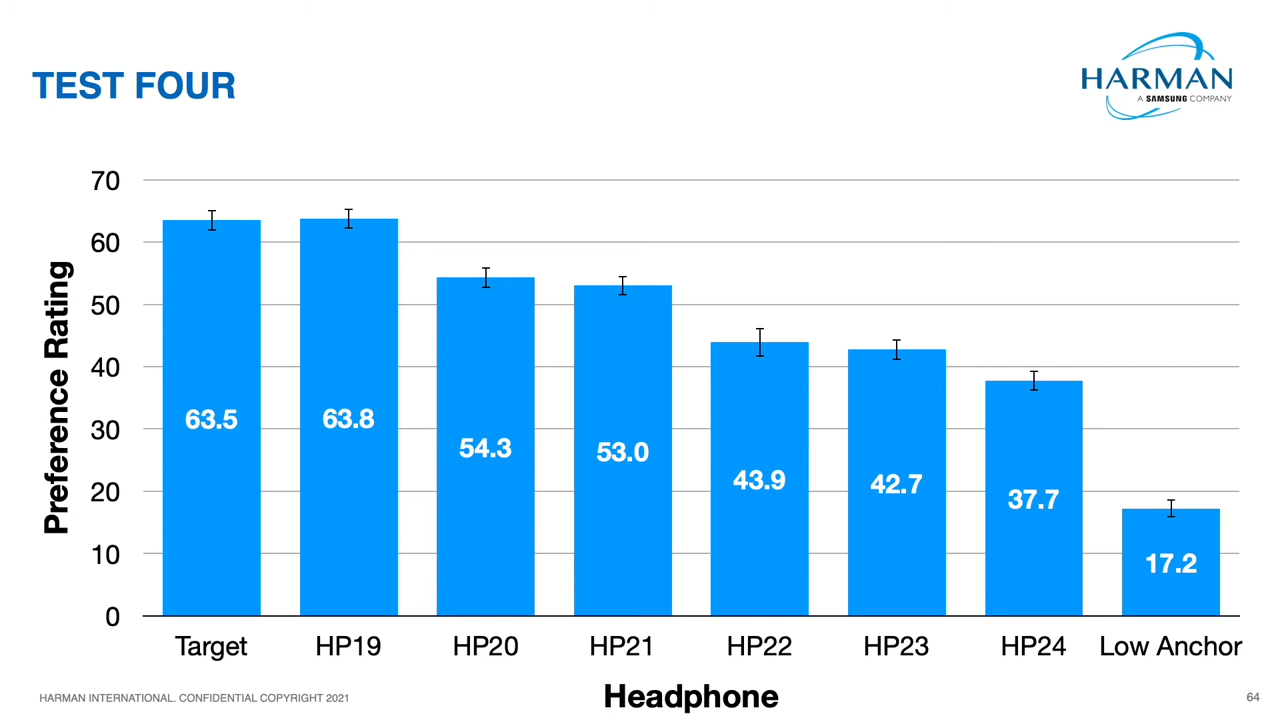 TEST FOUR
HARMAN
A SAMSUNG COMPANY
Preference Rating
70
60
50
40
30
20
10
0
63.5
63.8
54.3
53.0
43.9
42.7
37.7
17.2
Target
HP19
HP20
HP21
HP22
HP23
HP24
Low Anchor
Headphone
HARMAN INTERNATIONAL. CONFIDENTIAL COPYRIGHT 2021
64